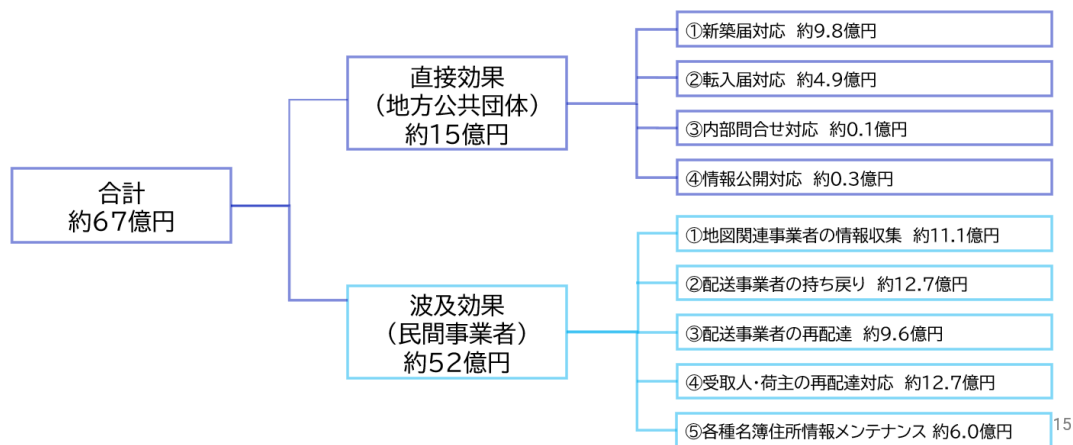 合計
約67億円
直接効果
(地方公共団体)
約15億円
①新築届対応 約9.8億円
②転入届対応 約4.9億円
③内部問合せ対応 約0.1億円
④情報公開対応 約0.3億円
波及効果
(民間事業者)
約52億円
①地図関連事業者の情報収集 約11.1億円
②配送事業者の持ち戻り 約12.7億円
③配送事業者の再配達 約9.6億円
④受取人・荷主の再配達対応 約12.7億円
⑤各種名簿住所情報メンテナンス 約6.0億円
15